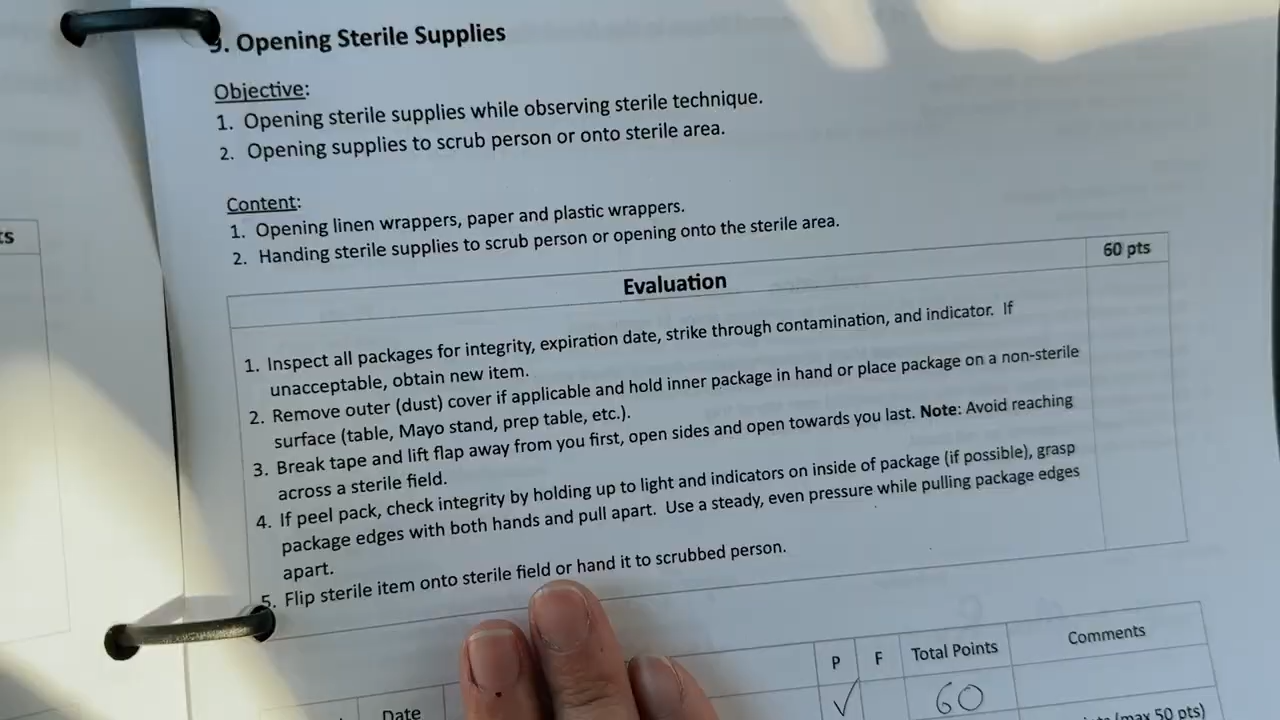 9. Opening Sterile Supplies
Objective:
1. Opening sterile supplies while observing sterile technique.
2. Opening supplies to scrub person or onto sterile area.
Content:
1. Opening linen wrappers, paper and plastic wrappers.
2. Handing sterile supplies to scrub person or opening onto the sterile area.
Evaluation
60 pts
1. Inspect all packages for integrity, expiration date, strike through contamination, and indicator. If
unacceptable, obtain new item.
2. Remove outer (dust) cover if applicable and hold inner package in hand or place package on a non-sterile
surface (table, Mayo stand, prep table, etc.).
3. Break tape and lift flap away from you first, open sides and open towards you last. Note: Avoid reaching
across a sterile field.
4. If peel pack, check integrity by holding up to light and indicators on inside of package (if possible), grasp
package edges with both hands and pull apart. Use a steady, even pressure while pulling package edges
apart.
5. Flip sterile item onto sterile field or hand it to scrubbed person.
P F Total Points Comments
Date ✓ 60
(max 50 pts)